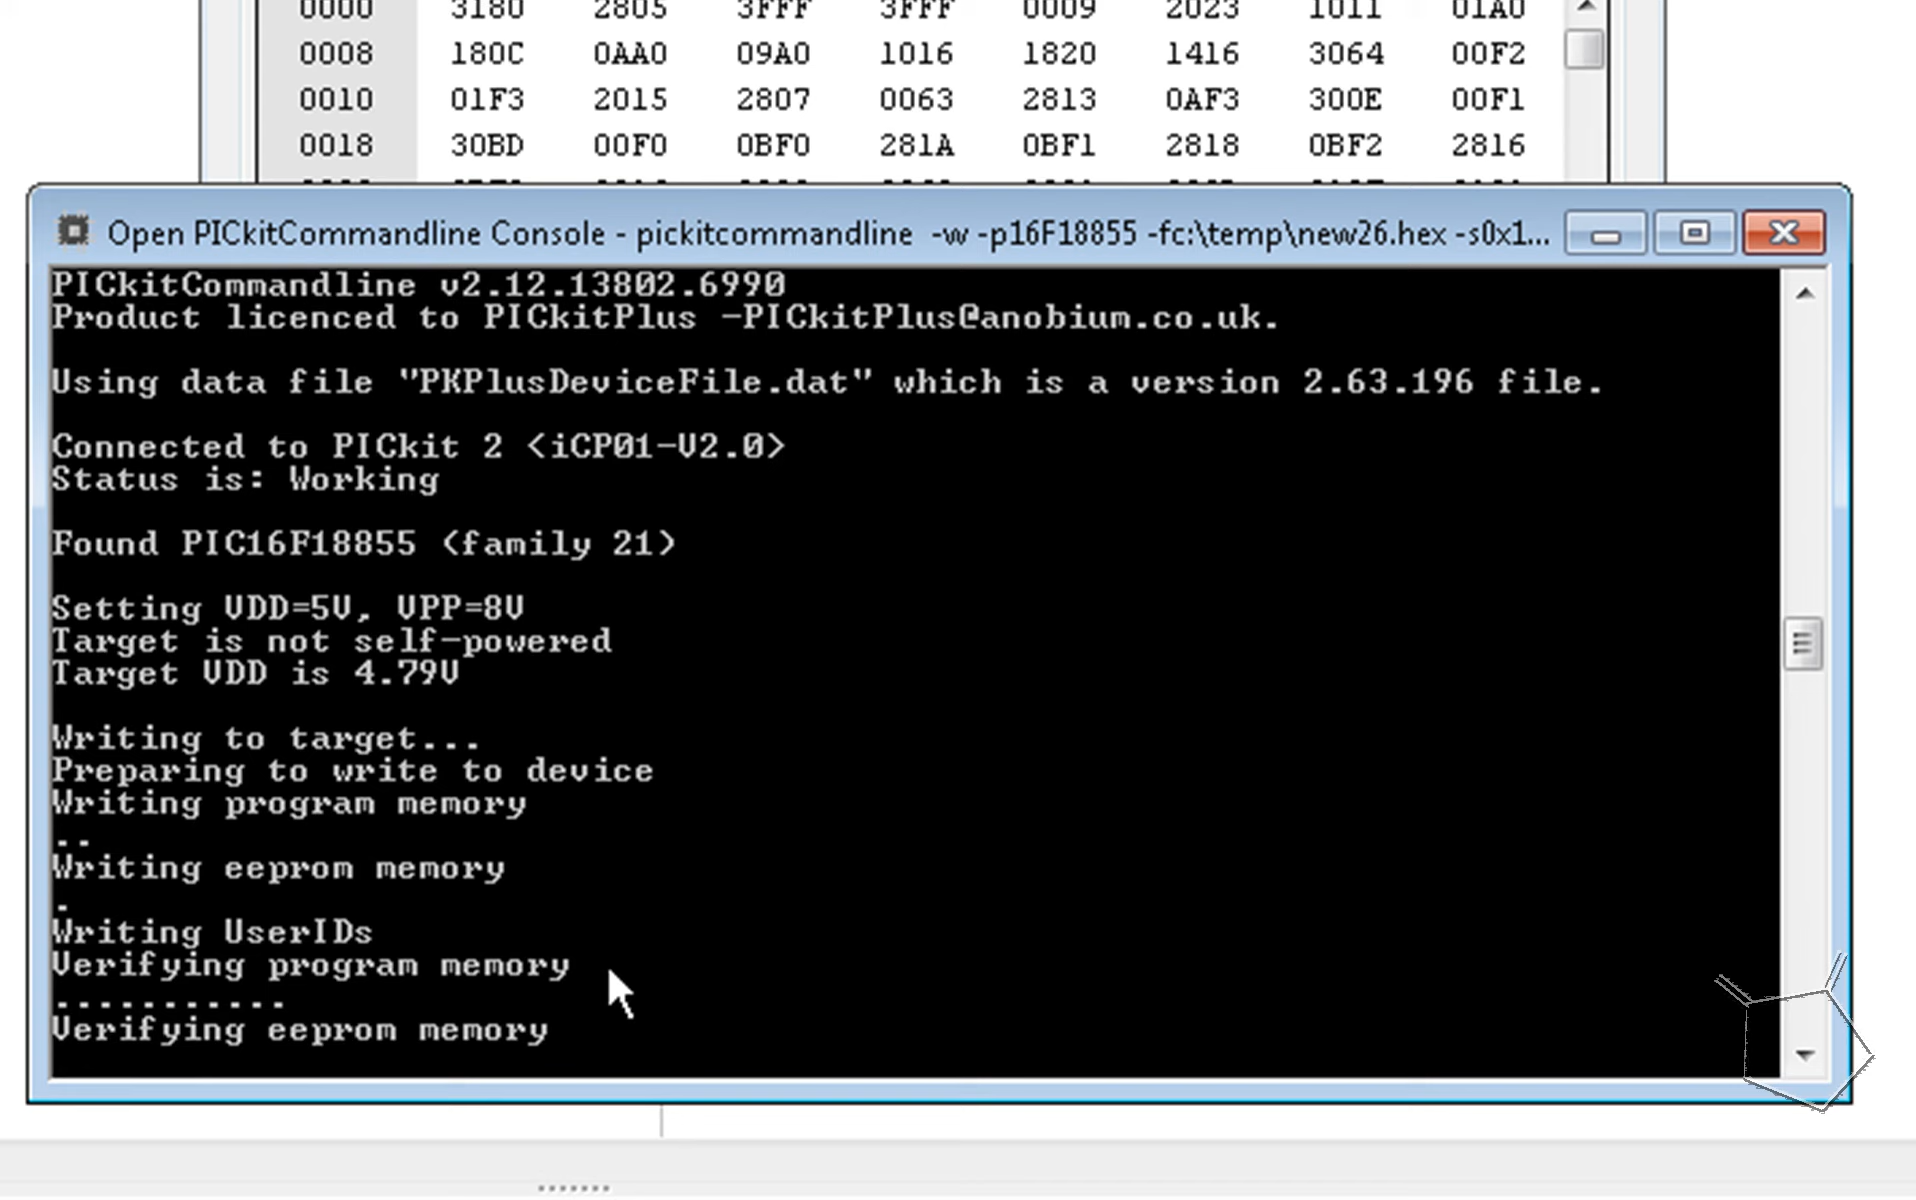 0000 3180 2805 3FFF 3FFF 0009 2023 1011 01A0
0008 180C 0AA0 09A0 1016 1820 1416 3064 00F2
0010 01F3 2015 2807 0063 2813 0AF3 300E 00F1
0018 30BD 00F0 0BF0 281A 0BF1 2818 0BF2 2816
Open PICkitCommandline Console - pickitcommandline -w -p16F18855 -fc:\temp\new26.hex -s0x1...
PICkitCommandline v2.12.13802.6990
Product licenced to PICkitPlus -PICkitPlus@anobium.co.uk.
Using data file "PKPlusDeviceFile.dat" which is a version 2.63.196 file.
Connected to PICkit 2 <iCP01-V2.0>
Status is: Working
Found PIC16F18855 <family 21>
Setting VDD=5V, VPP=8V
Target is not self-powered
Target VDD is 4.79V
Writing to target...
Preparing to write to device
Writing program memory
..
Writing eeprom memory
.
Writing UserIDs
Verifying program memory
...........
Verifying eeprom memory